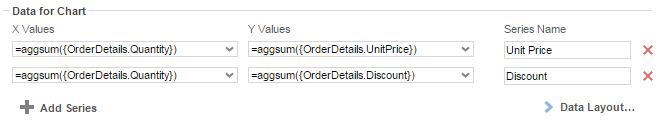 Data for Chart
X Values Y Values Series Name
=aggsum({OrderDetails.Quantity}) =aggsum({OrderDetails.UnitPrice}) Unit Price
=aggsum({OrderDetails.Quantity}) =aggsum({OrderDetails.Discount}) Discount
Add Series Data Layout...